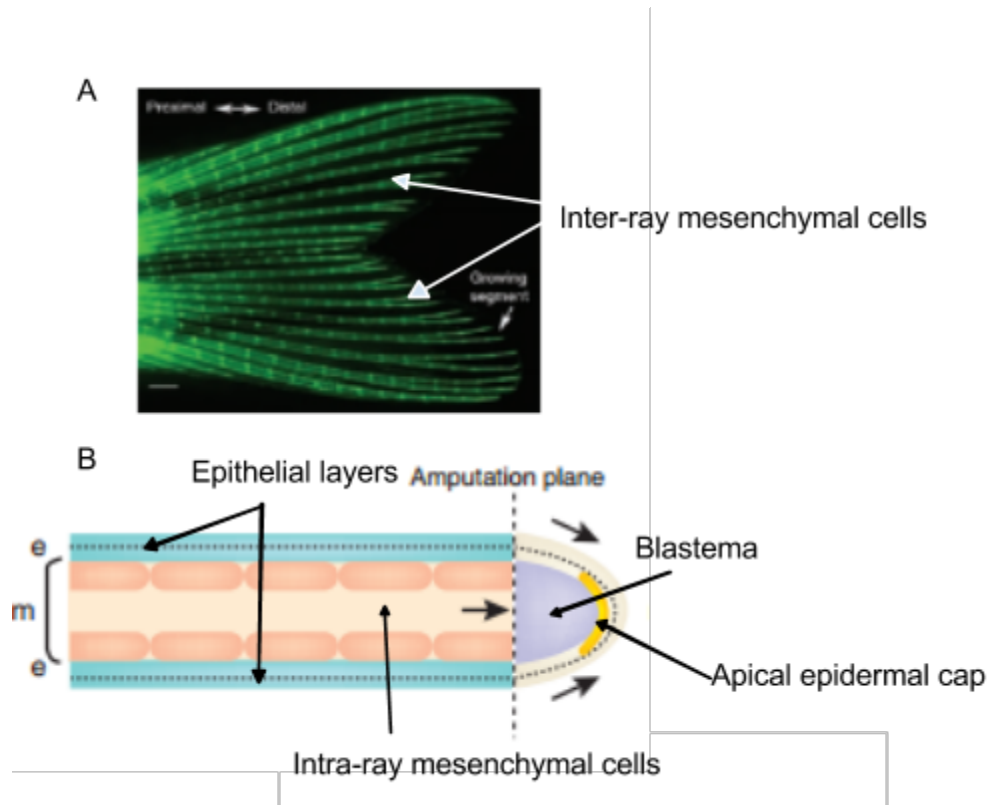 A
Proximal Distal
Inter-ray mesenchymal cells
Growing
segment
B
Epithelial layers
Amputation plane
e
Blastema
m
e
Apical epidermal cap
Intra-ray mesenchymal cells